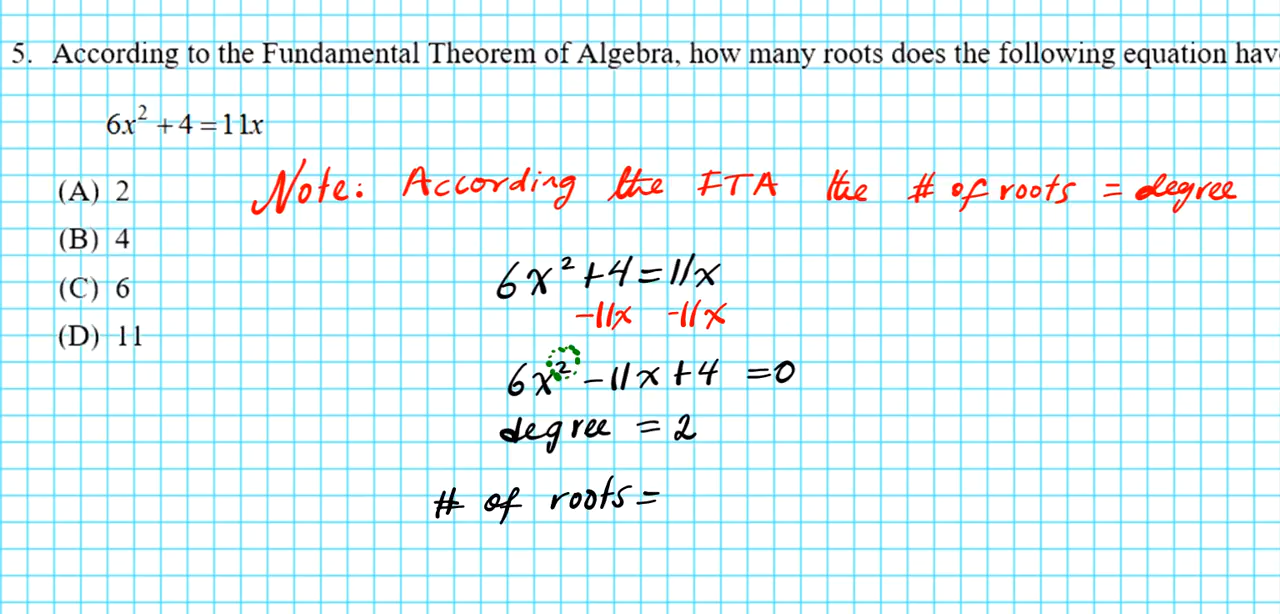 5. According to the Fundamental Theorem of Algebra, how many roots does the following equation hav
6x² + 4 = 11x
(A) 2
Note: According the FTA the # of roots = degree
(B) 4
(C) 6
(D) 11
6x² + 4 = 11x
-11x -11x
6x² - 11x + 4 = 0
degree = 2
# of roots =